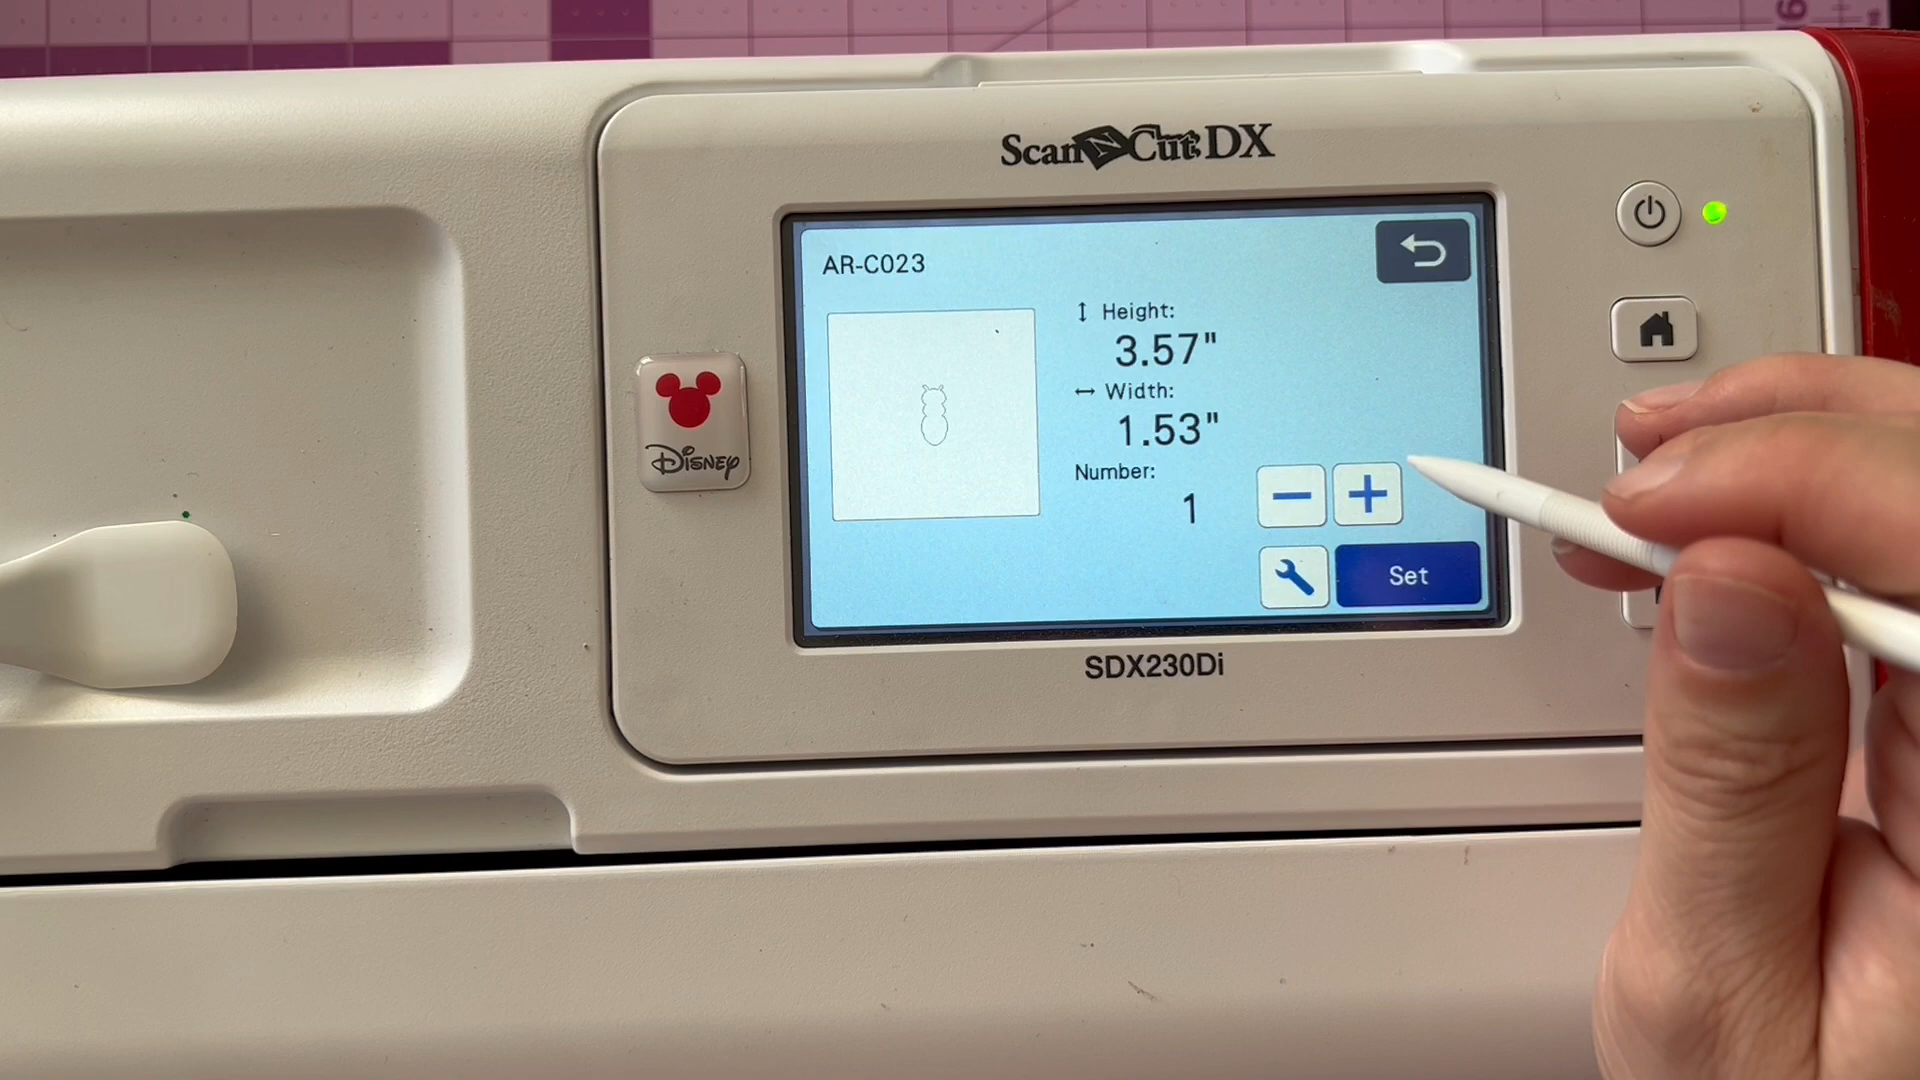 ScanNCut DX
AR-C023
Height:
3.57"
Width:
1.53"
Number:
1
Set
Disney
SDX230Di